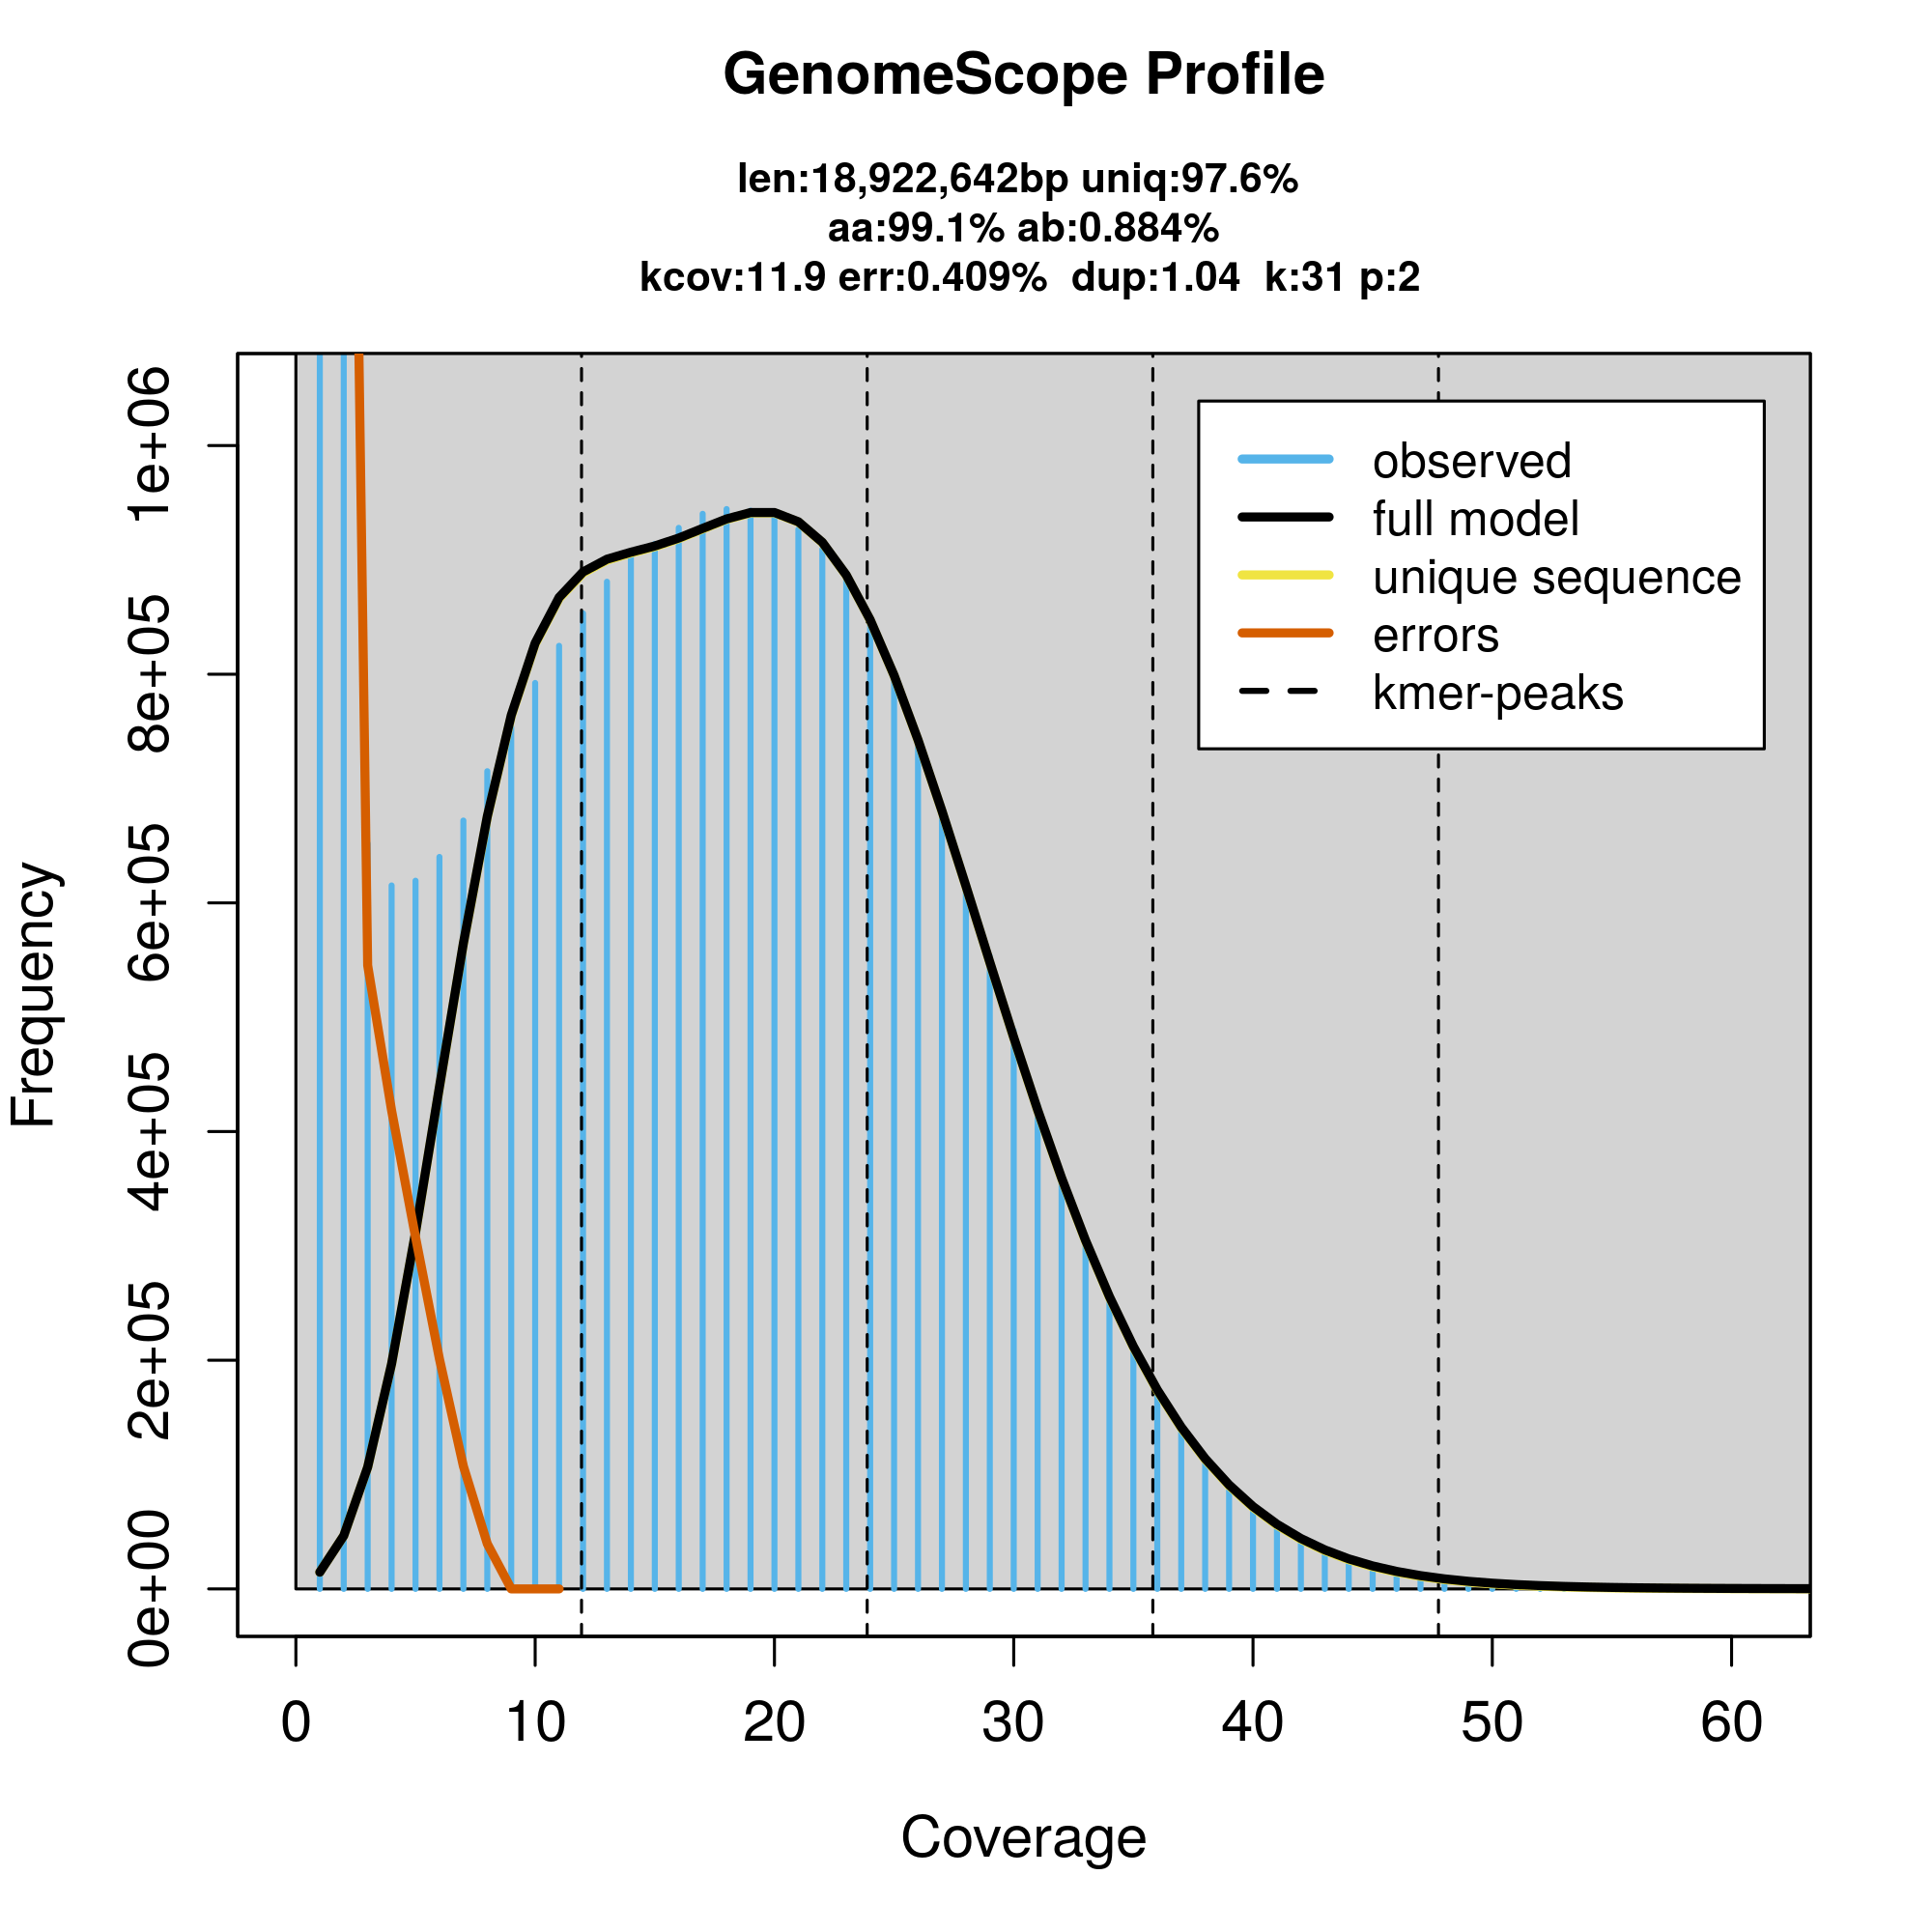 GenomeScope Profile
len:18,922,642bp uniq:97.6%
aa:99.1% ab:0.884%
kcov:11.9 err:0.409% dup:1.04 k:31 p:2
Frequency
1e+06
8e+05
6e+05
4e+05
2e+05
0e+00
observed
full model
unique sequence
errors
kmer-peaks
0 10 20 30 40 50 60
Coverage